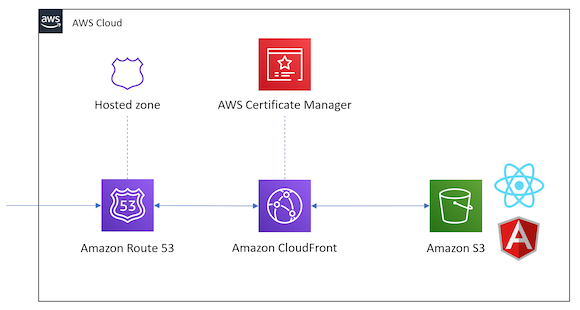 aws
AWS Cloud
Hosted zone
AWS Certificate Manager
53
Amazon Route 53
Amazon CloudFront
Amazon S3
A